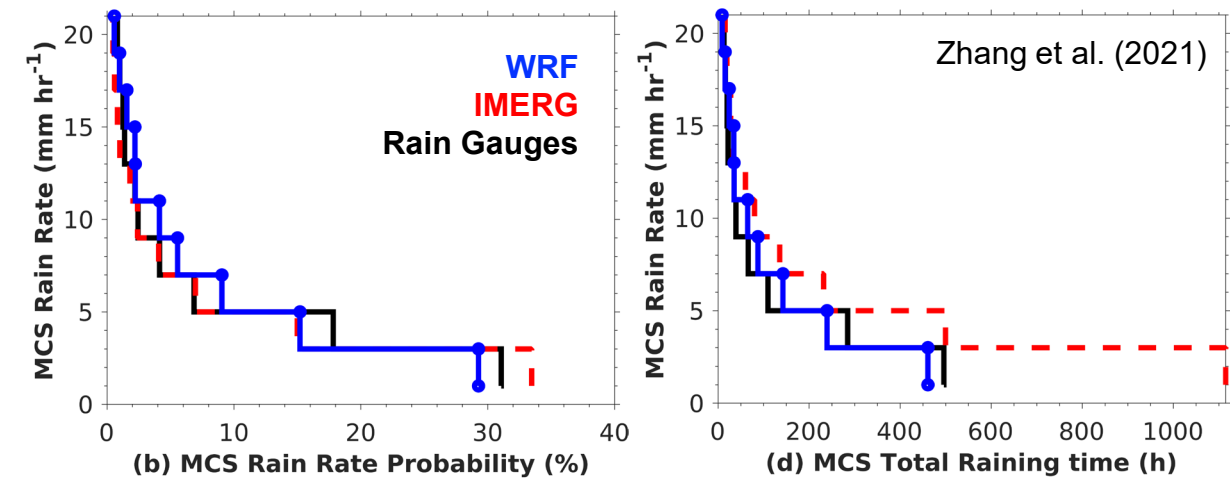 MCS Rain Rate (mm hr⁻¹)
20
15
10
5
0
WRF
IMERG
Rain Gauges
0 10 20 30 40
(b) MCS Rain Rate Probability (%)
MCS Rain Rate (mm hr⁻¹)
20
15
10
5
0
Zhang et al. (2021)
0 200 400 600 800 1000
(d) MCS Total Raining time (h)